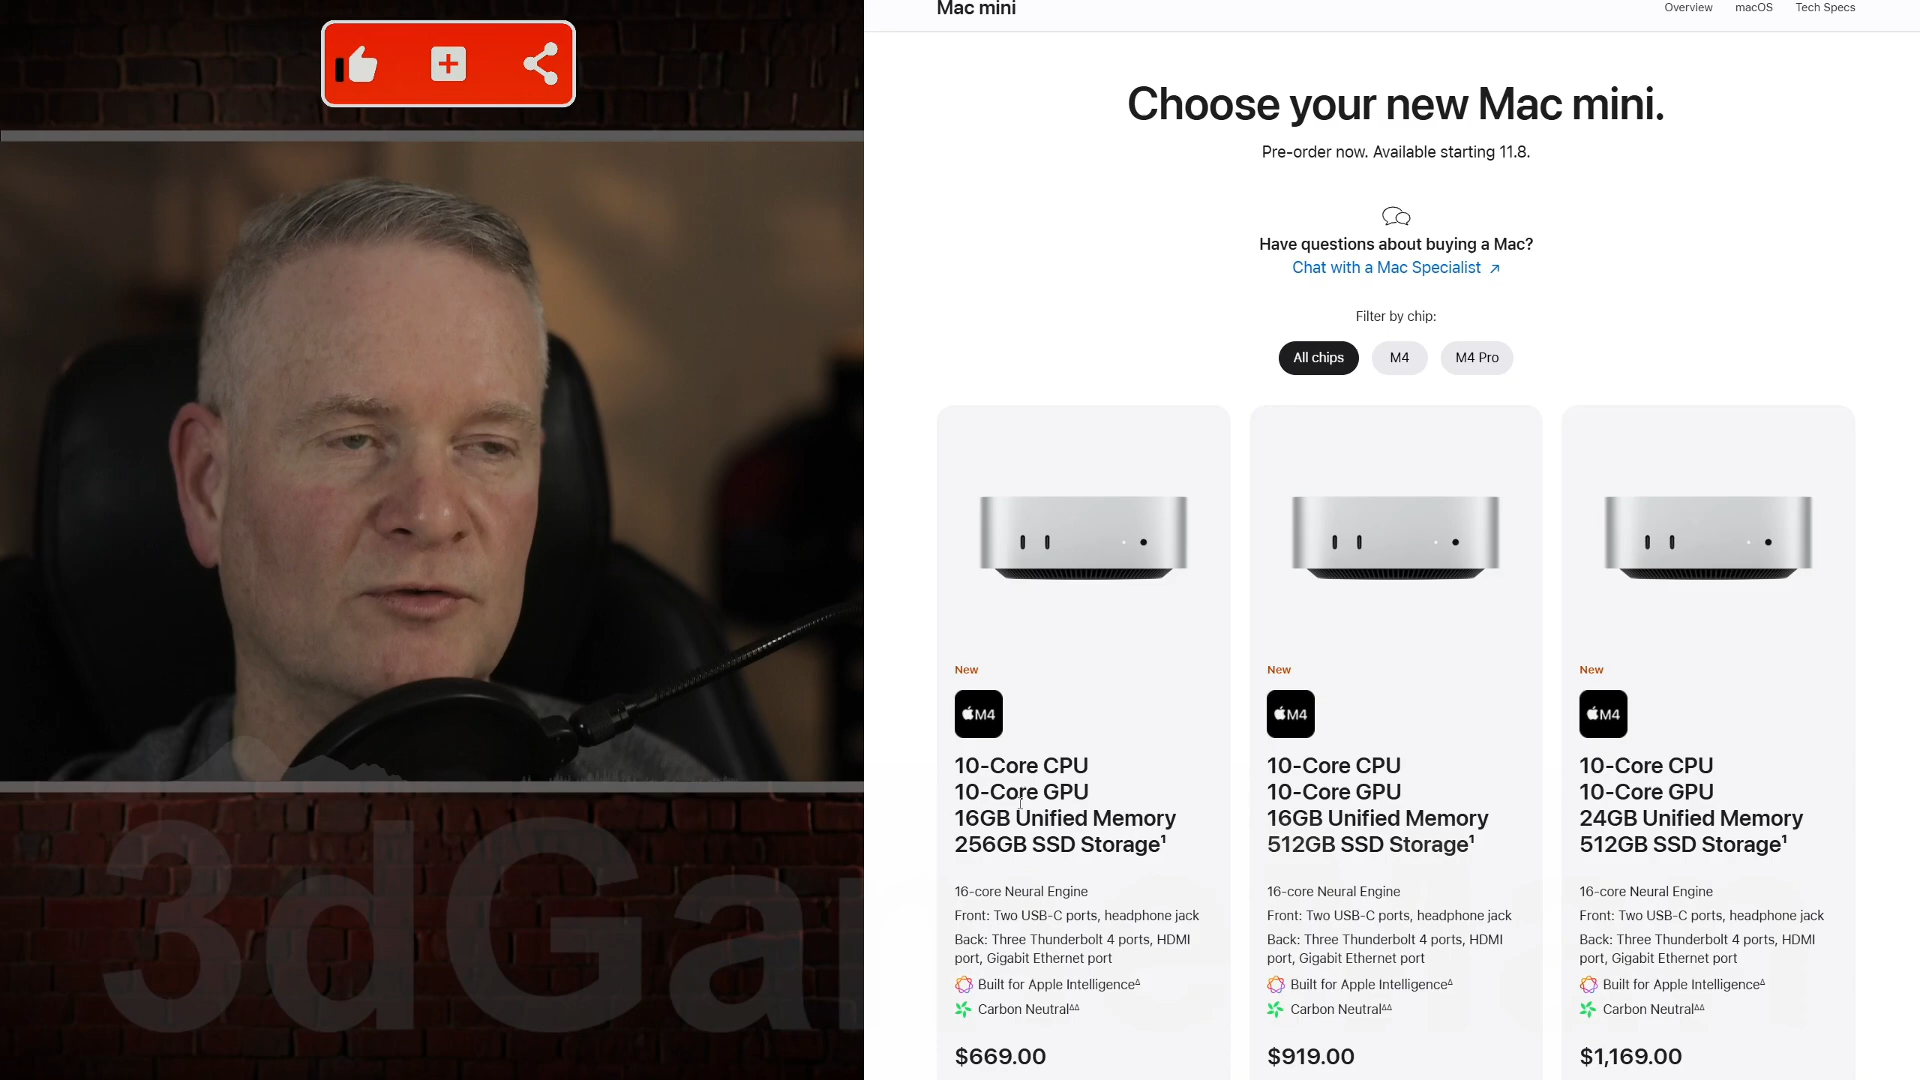 Mac mini
Overview
macOS
Tech Specs
Choose your new Mac mini.
Pre-order now. Available starting 11.8.
Have questions about buying a Mac?
Chat with a Mac Specialist ↗
Filter by chip:
All chips
M4
M4 Pro
New
M4
10-Core CPU
10-Core GPU
16GB Unified Memory
256GB SSD Storage¹
16-core Neural Engine
Front: Two USB-C ports, headphone jack
Back: Three Thunderbolt 4 ports, HDMI
port, Gigabit Ethernet port
Built for Apple IntelligenceΔ
Carbon NeutralΔΔ
$669.00
New
M4
10-Core CPU
10-Core GPU
16GB Unified Memory
512GB SSD Storage¹
16-core Neural Engine
Front: Two USB-C ports, headphone jack
Back: Three Thunderbolt 4 ports, HDMI
port, Gigabit Ethernet port
Built for Apple IntelligenceΔ
Carbon NeutralΔΔ
$919.00
New
M4
10-Core CPU
10-Core GPU
24GB Unified Memory
512GB SSD Storage¹
16-core Neural Engine
Front: Two USB-C ports, headphone jack
Back: Three Thunderbolt 4 ports, HDMI
port, Gigabit Ethernet port
Built for Apple IntelligenceΔ
Carbon NeutralΔΔ
$1,169.00